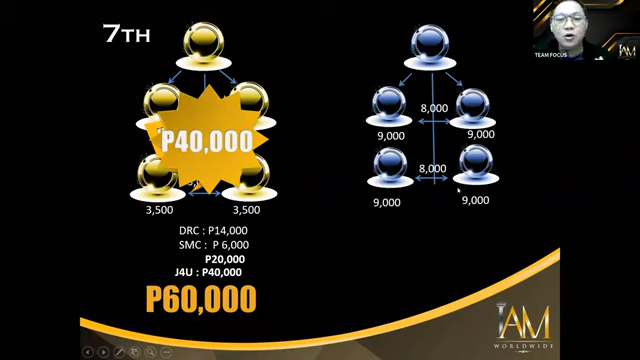 7TH
P40,000
3,500
3,500
DRC : P14,000
SMC : P 6,000
P20,000
J4U : P40,000
P60,000
8,000
9,000
9,000
8,000
9,000
9,000
TEAM FOCUS
IAM
IAM
WORLDWIDE